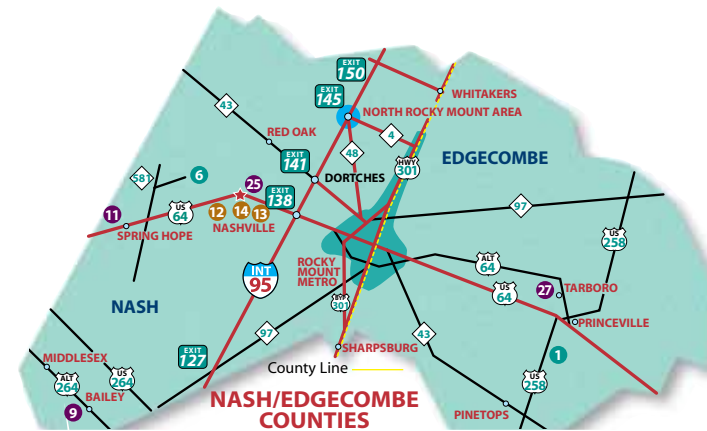 EXIT
150
EXIT
145
WHITAKERS
43
NORTH ROCKY MOUNT AREA
RED OAK
4
48
EXIT
141
HWY
301
EDGECOMBE
DORTCHES
581
6
25
EXIT
138
97
11
US
64
12
14
13
NASHVILLE
SPRING HOPE
US
258
ALT
64
INT
95
ROCKY
MOUNT
METRO
US
64
27
TARBORO
BYP
301
NASH
PRINCEVILLE
97
43
SHARPSBURG
EXIT
127
1
MIDDLESEX
County Line
ALT
264
US
264
US
258
BAILEY
9
NASH/EDGECOMBE
COUNTIES
PINETOPS